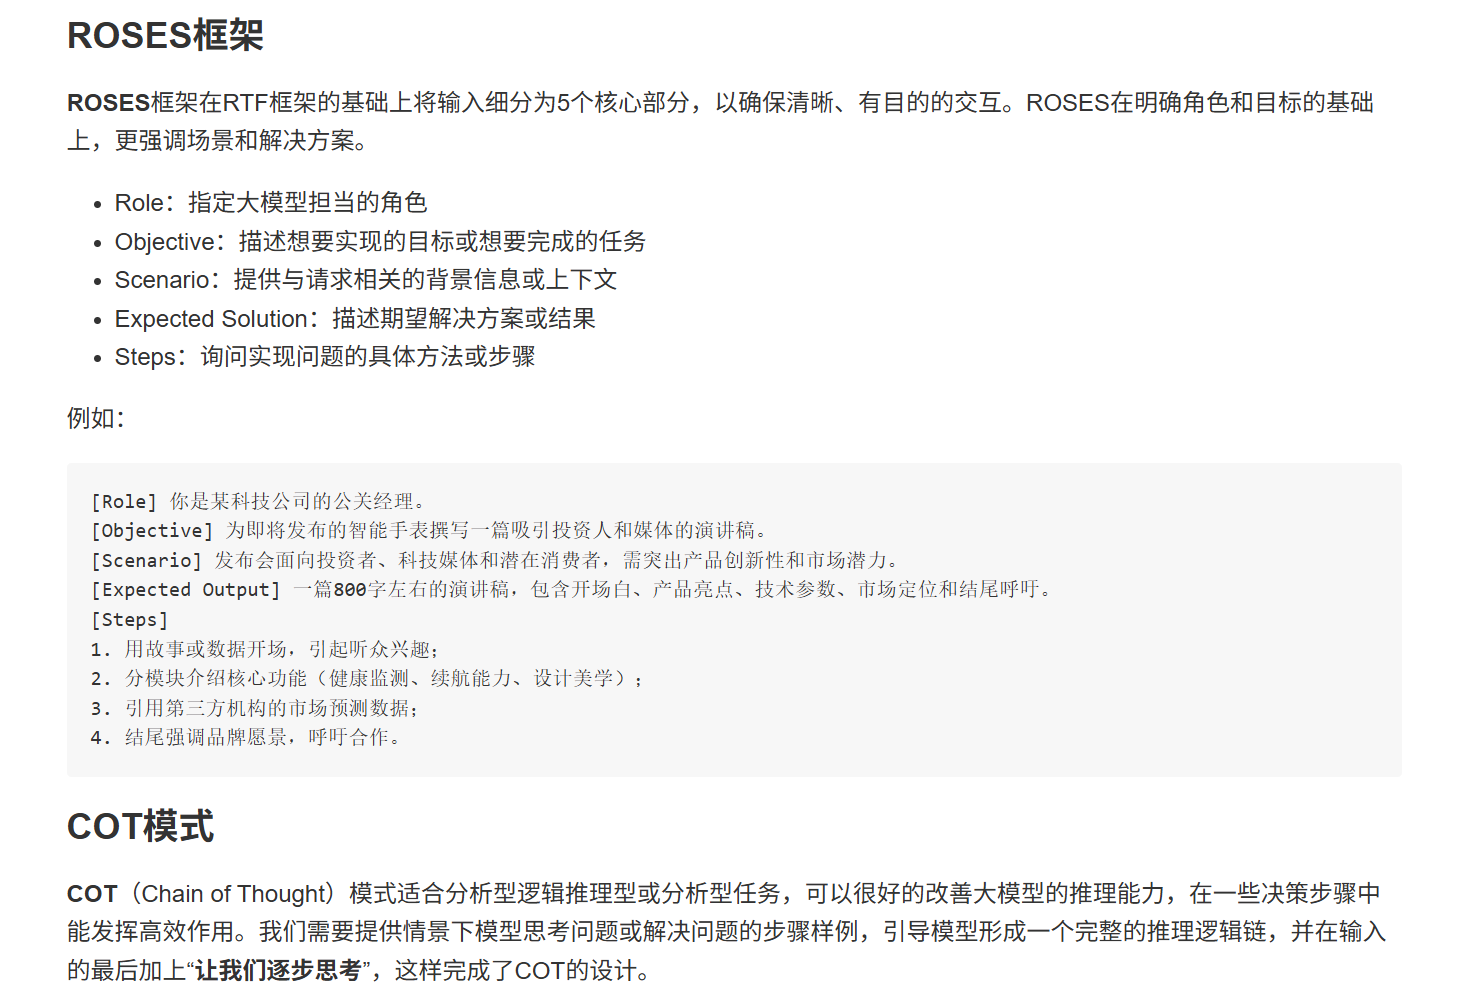 ROSES框架
ROSES框架在RTF框架的基础上将输入细分为5个核心部分，以确保清晰、有目的的交互。ROSES在明确角色和目标的基础
上，更强调场景和解决方案。
• Role：指定大模型担当的角色
• Objective：描述想要实现的目标或想要完成的任务
• Scenario：提供与请求相关的背景信息或上下文
• Expected Solution：描述期望解决方案或结果
• Steps：询问实现问题的具体方法或步骤
例如：
[Role] 你是某科技公司的公关经理。
[Objective] 为即将发布的智能手表撰写一篇吸引投资人和媒体的演讲稿。
[Scenario] 发布会面向投资者、科技媒体和潜在消费者，需突出产品创新性和市场潜力。
[Expected Output] 一篇800字左右的演讲稿，包含开场白、产品亮点、技术参数、市场定位和结尾呼吁。
[Steps]
1. 用故事或数据开场，引起听众兴趣；
2. 分模块介绍核心功能（健康监测、续航能力、设计美学）；
3. 引用第三方机构的市场预测数据；
4. 结尾强调品牌愿景，呼吁合作。
COT模式
COT（Chain of Thought）模式适合分析型逻辑推理型或分析型任务，可以很好的改善大模型的推理能力，在一些决策步骤中
能发挥高效作用。我们需要提供情景下模型思考问题或解决问题的步骤样例，引导模型形成一个完整的推理逻辑链，并在输入
的最后加上“让我们逐步思考”，这样完成了COT的设计。